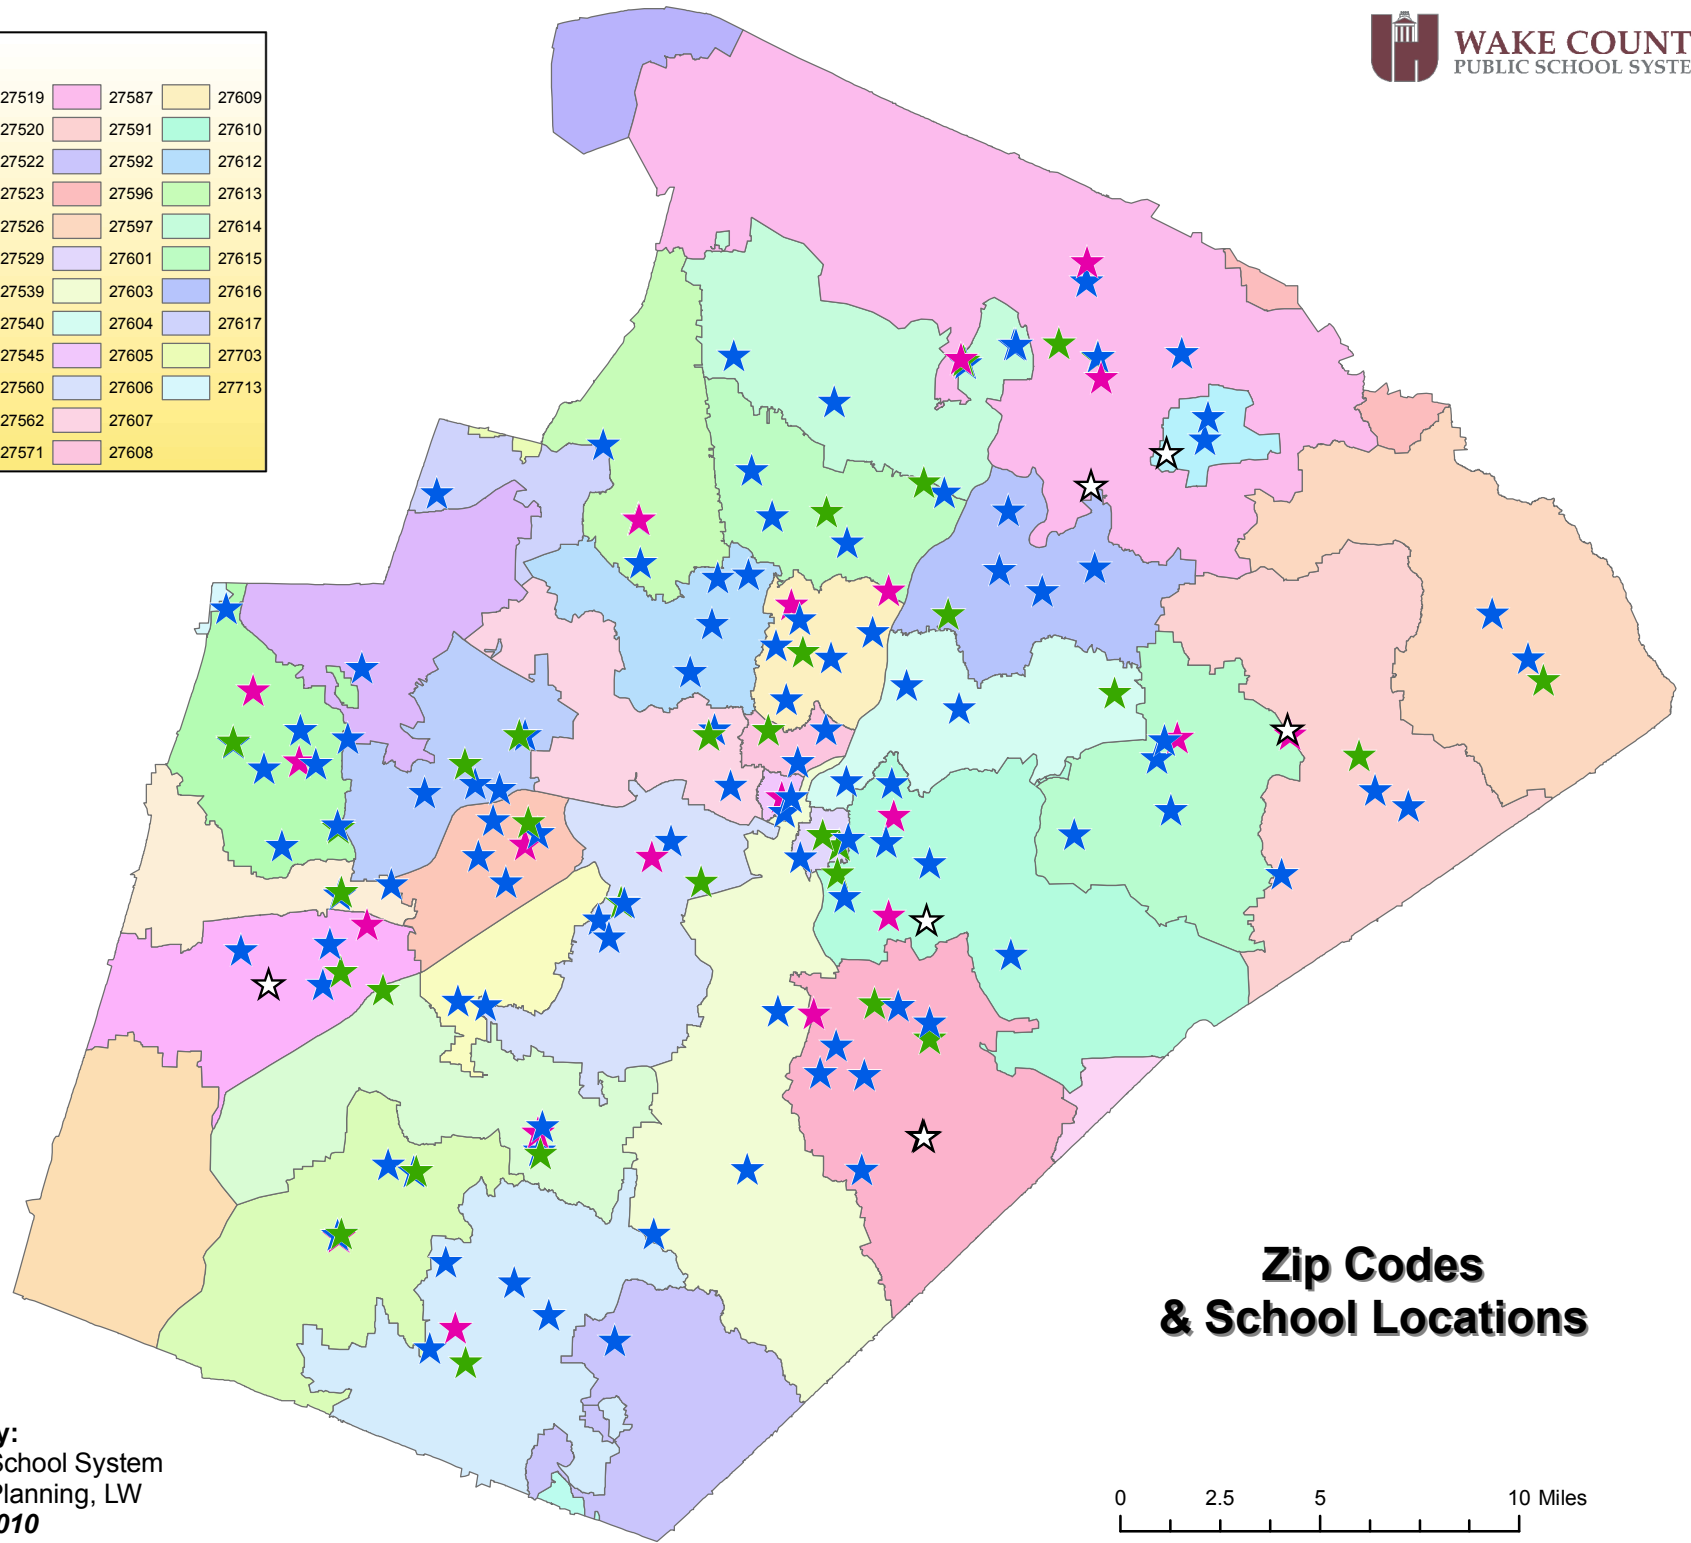 WAKE COUNT
PUBLIC SCHOOL SYSTE
27519 27587 27609
27520 27591 27610
27522 27592 27612
27523 27596 27613
27526 27597 27614
27529 27601 27615
27539 27603 27616
27540 27604 27617
27545 27605 27703
27560 27606 27713
27562 27607
27571 27608
Zip Codes
& School Locations
y:
School System
Planning, LW
010
0 2.5 5 10 Miles